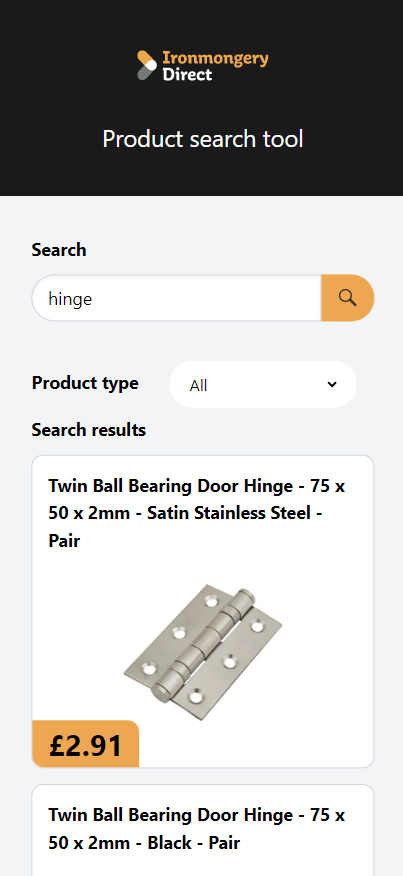 Ironmongery
Direct
Product search tool
Search
hinge
Product type
All
Search results
Twin Ball Bearing Door Hinge - 75 x
50 x 2mm - Satin Stainless Steel -
Pair
£2.91
Twin Ball Bearing Door Hinge - 75 x
50 x 2mm - Black - Pair